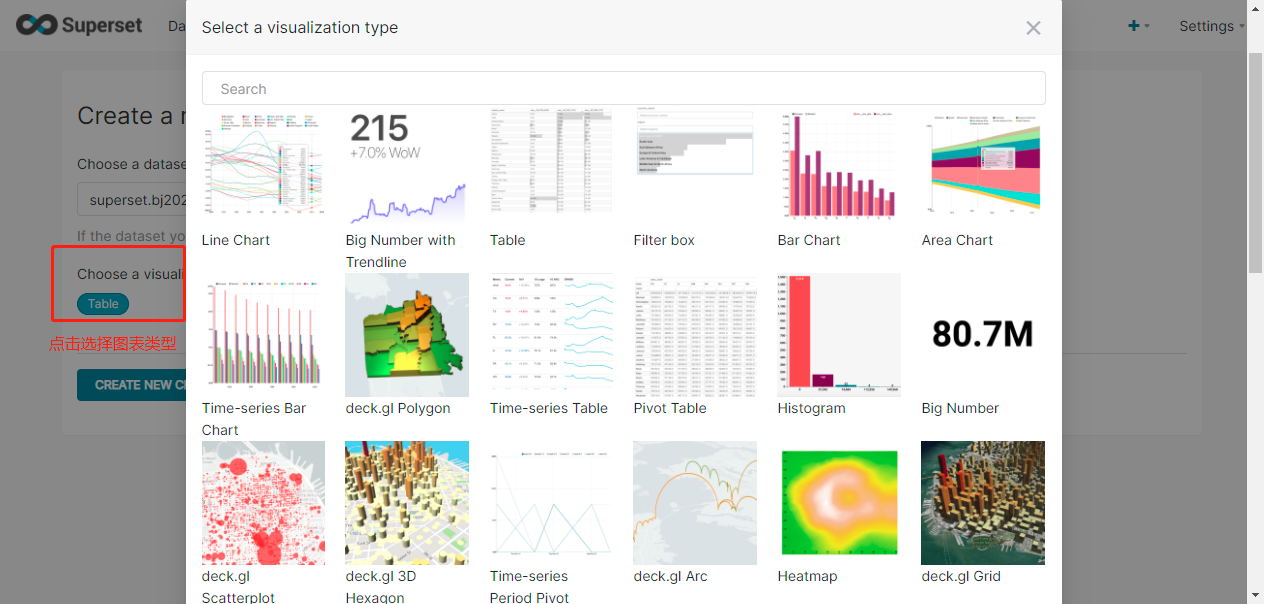 Superset
Da
Select a visualization type
Settings
Search
Create a r
Choose a datase
superset.bj202
If the dataset yo
Choose a visuali
Table
点击选择图表类型
CREATE NEW C
215
+7.0% WoW
Line Chart
Big Number with
Trendline
Table
Filter box
Bar Chart
Area Chart
80.7M
Time-series Bar
Chart
deck.gl Polygon
Time-series Table
Pivot Table
Histogram
Big Number
deck.gl
Scatterplot
deck.gl 3D
Hexagon
Time-series
Period Pivot
deck.gl Arc
Heatmap
deck.gl Grid